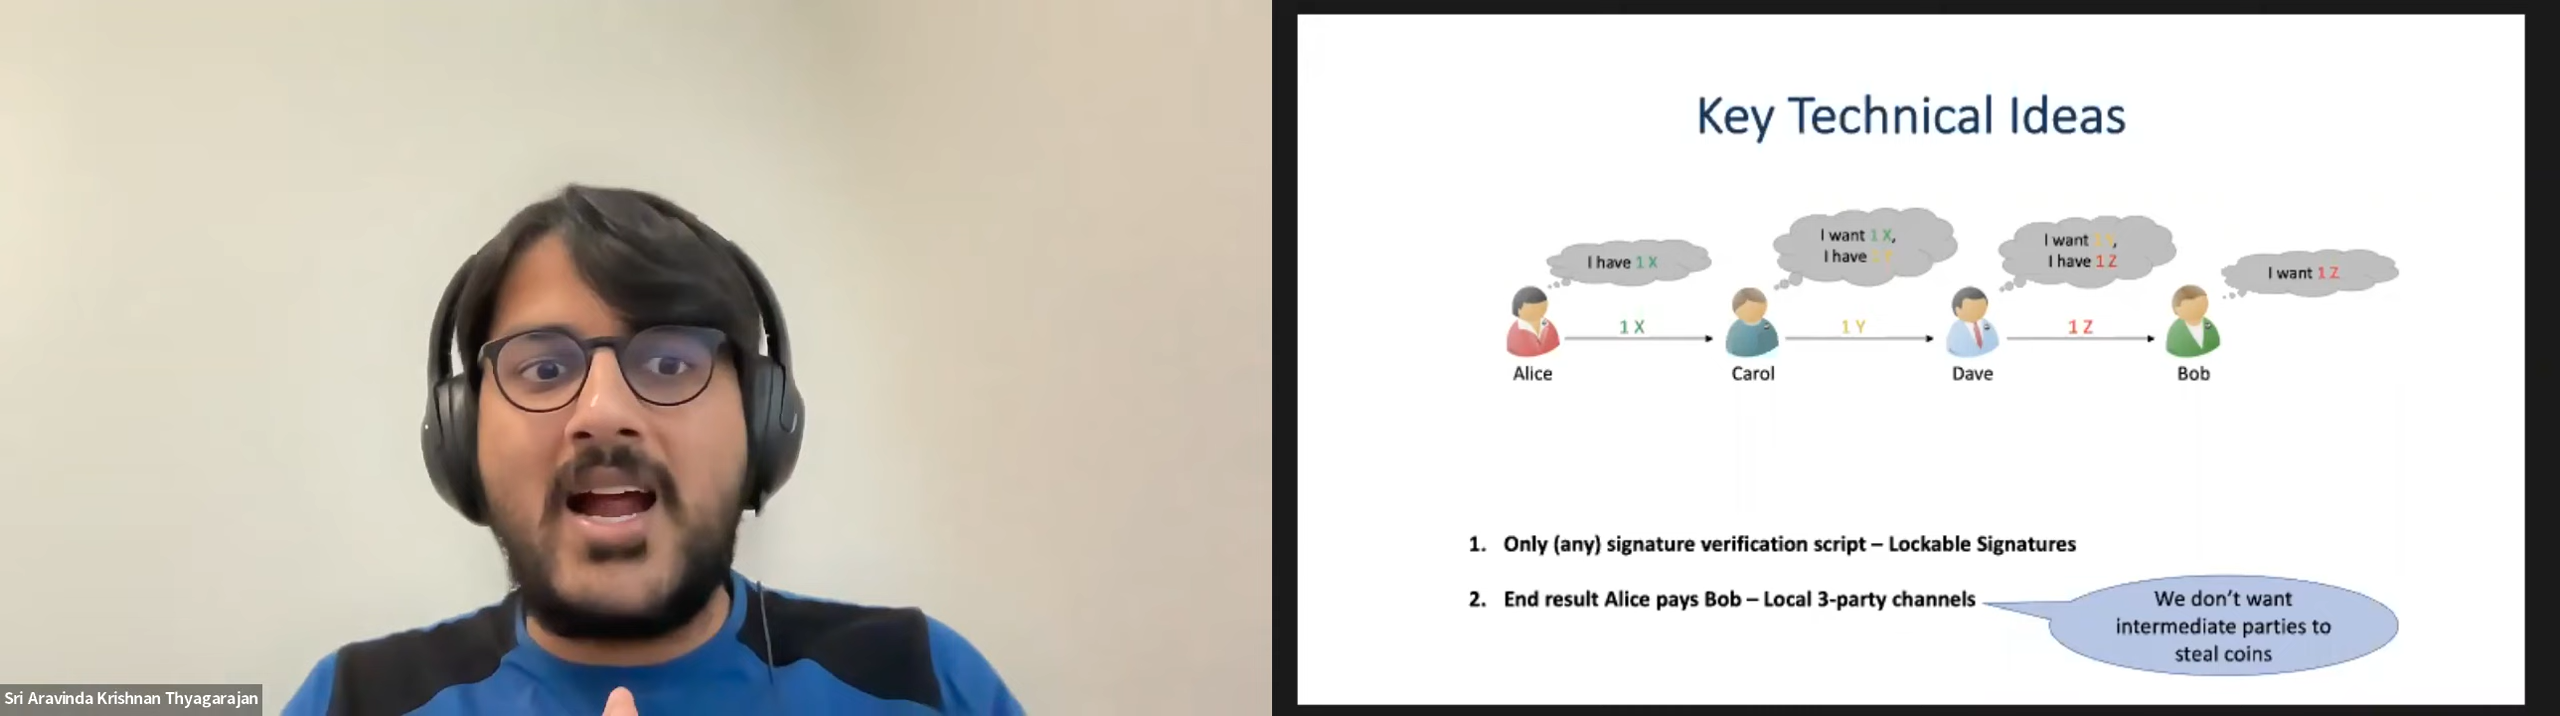 Sri Aravinda Krishnan Thyagarajan
Key Technical Ideas
I have 1 X
I want 1 X,
I have 1 Y
I want 1 Y,
I have 1 Z
I want 1 Z
1 X
1 Y
1 Z
Alice
Carol
Dave
Bob
1. Only (any) signature verification script – Lockable Signatures
2. End result Alice pays Bob – Local 3-party channels
We don't want
intermediate parties to
steal coins